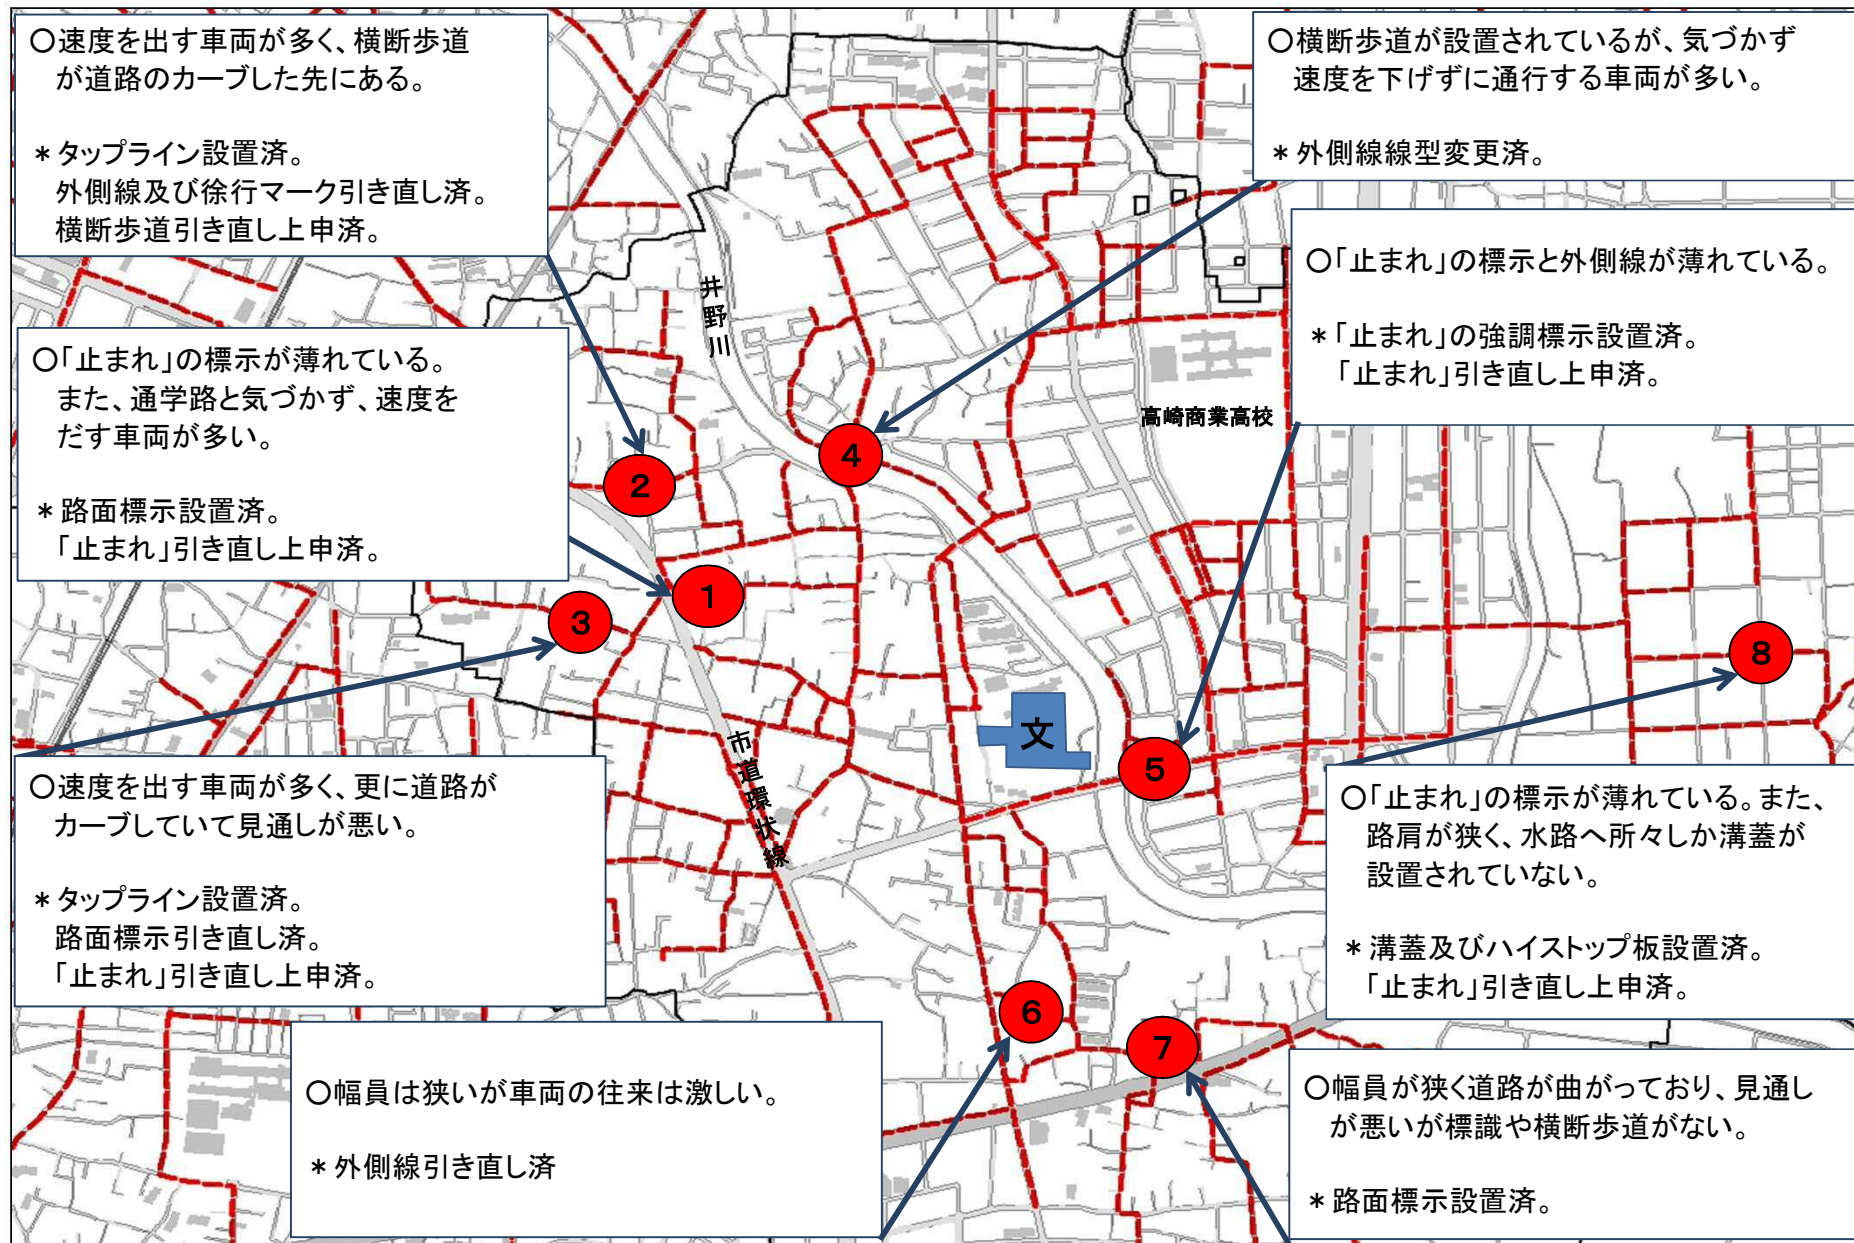 ○速度を出す車両が多く、横断歩道
が道路のカーブした先にある。
＊タップライン設置済。
外側線及び徐行マーク引き直し済。
横断歩道引き直し上申済。
○横断歩道が設置されているが、気づかず
速度を下げずに通行する車両が多い。
＊外側線線型変更済。
○「止まれ」の標示と外側線が薄れている。
＊「止まれ」の強調標示設置済。
「止まれ」引き直し上申済。
○「止まれ」の標示が薄れている。
また、通学路と気づかず、速度を
だす車両が多い。
＊路面標示設置済。
「止まれ」引き直し上申済。
井野川
高崎商業高校
4
2
1
3
8
文
5
市道環状線
○速度を出す車両が多く、更に道路が
カーブしていて見通しが悪い。
＊タップライン設置済。
路面標示引き直し済。
「止まれ」引き直し上申済。
○「止まれ」の標示が薄れている。また、
路肩が狭く、水路へ所々しか溝蓋が
設置されていない。
＊溝蓋及びハイストップ板設置済。
「止まれ」引き直し上申済。
6
7
○幅員は狭いが車両の往来は激しい。
＊外側線引き直し済
○幅員が狭く道路が曲がっており、見通し
が悪いが標識や横断歩道がない。
＊路面標示設置済。